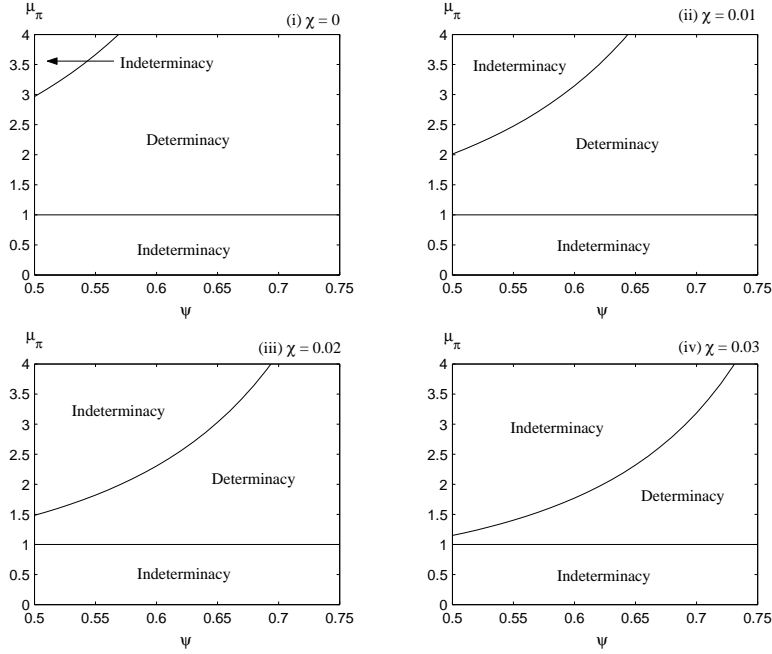 μπ
(i) χ = 0
4
3.5
Indeterminacy
3
2.5
Determinacy
2
1.5
1
0.5
Indeterminacy
0
0.5 0.55 0.6 0.65 0.7 0.75
ψ
μπ
(ii) χ = 0.01
4
3.5
Indeterminacy
3
2.5
Determinacy
2
1.5
1
0.5
Indeterminacy
0
0.5 0.55 0.6 0.65 0.7 0.75
ψ
μπ
(iii) χ = 0.02
4
3.5
Indeterminacy
3
2.5
2
Determinacy
1.5
1
0.5
Indeterminacy
0
0.5 0.55 0.6 0.65 0.7 0.75
ψ
μπ
(iv) χ = 0.03
4
3.5
3
Indeterminacy
2.5
2
Determinacy
1.5
1
0.5
Indeterminacy
0
0.5 0.55 0.6 0.65 0.7 0.75
ψ